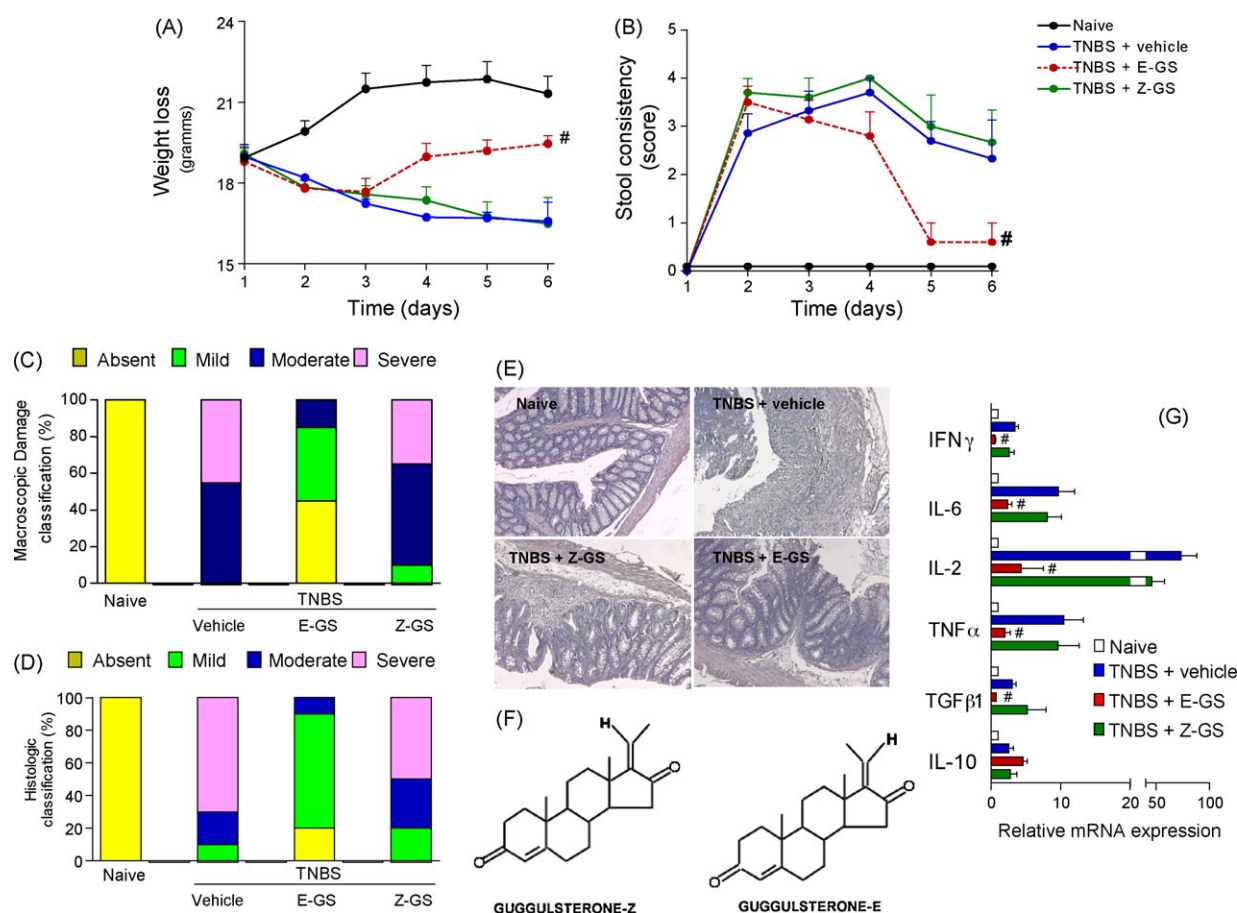 (A)
24
21
18
15
Weight loss
(gramms)
1 2 3 4 5 6
Time (days)
#
(B)
5
4
3
2
1
0
Stool consistency
(score)
1 2 3 4 5 6
Time (days)
#
Naive
TNBS + vehicle
TNBS + E-GS
TNBS + Z-GS
(C)
Absent Mild Moderate Severe
100
80
60
40
20
0
Macroscopic Damage
classification (%)
Naive
TNBS
Vehicle E-GS Z-GS
(D)
Absent Mild Moderate Severe
100
80
60
40
20
0
Histologic
classification (%)
Naive
TNBS
Vehicle E-GS Z-GS
(E)
Naive
TNBS + vehicle
TNBS + Z-GS
TNBS + E-GS
(F)
H
O
O
GUGGULSTERONE-Z
H
O
O
GUGGULSTERONE-E
(G)
IFNγ
#
IL-6
#
IL-2
#
TNFα
#
TGFβ1
#
IL-10
Naive
TNBS + vehicle
TNBS + E-GS
TNBS + Z-GS
0 10 20 50 100
Relative mRNA expression